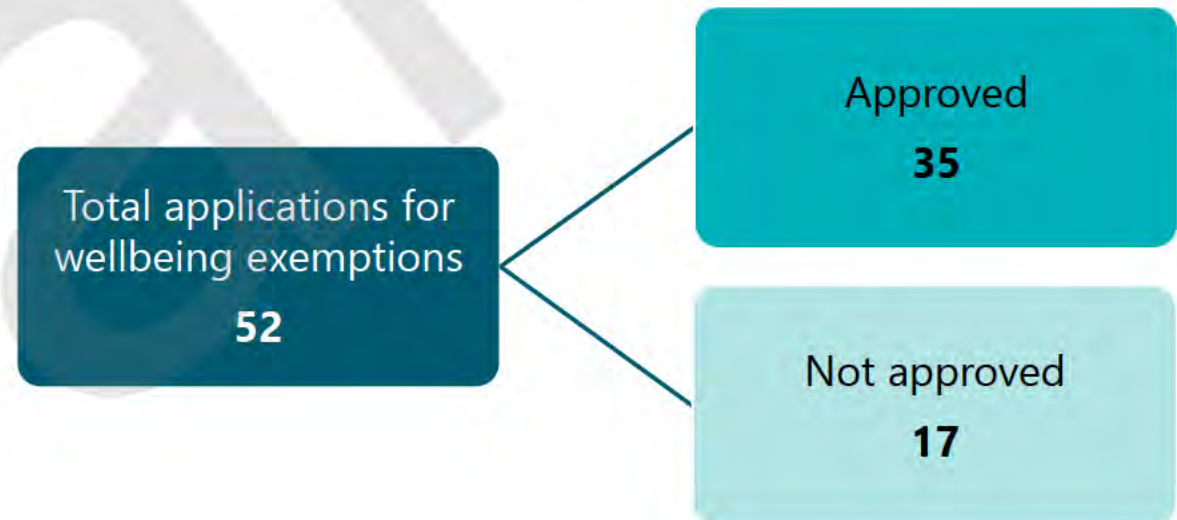 Total applications for
wellbeing exemptions
52
Approved
35
Not approved
17